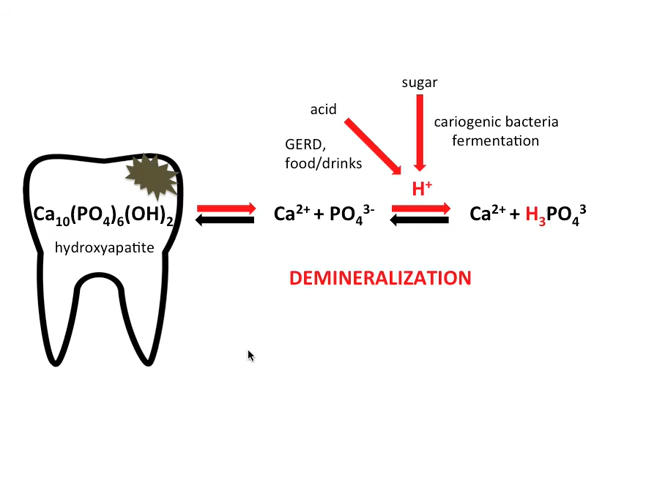 sugar
acid
cariogenic bacteria
fermentation
GERD,
food/drinks
H⁺
Ca₁₀(PO₄)₆(OH)₂
Ca²⁺ + PO₄³⁻
Ca²⁺ + H₃PO₄³
hydroxyapatite
DEMINERALIZATION